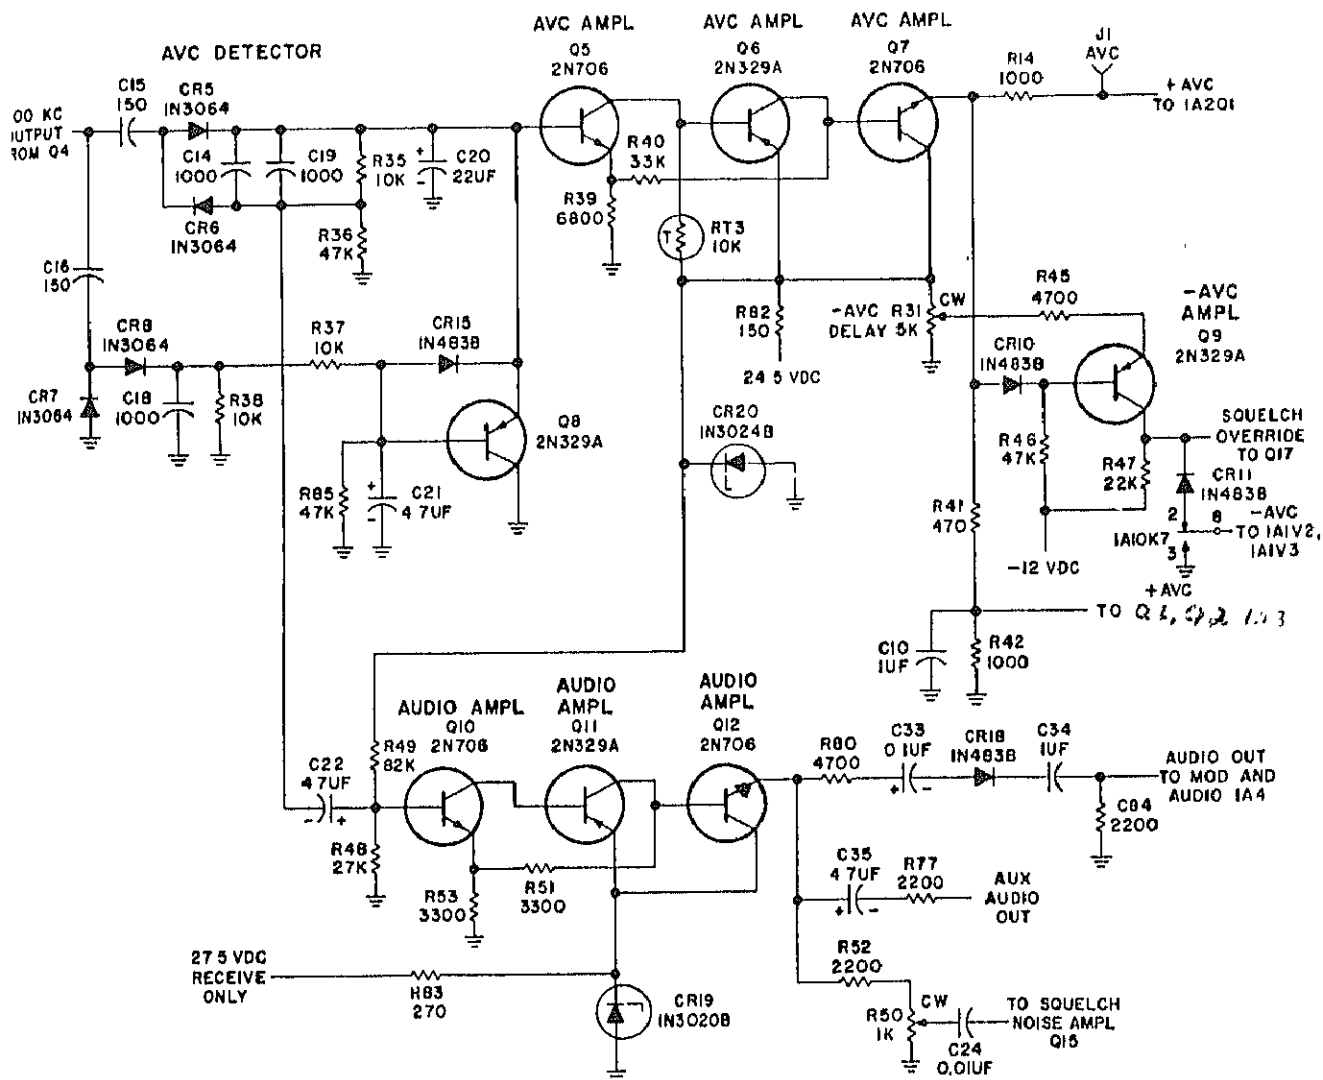 AVC DETECTOR
AVC AMPL
Q5
2N706
AVC AMPL
Q6
2N329A
AVC AMPL
Q7
2N706
R14
1000
J1
AVC
+AVC
TO 1A2Q1
00 KC
UTPUT
ROM Q4
C15
150
CR5
1N3064
C14
1000
C19
1000
R35
10K
C20
22UF
R40
33K
CR6
1N3064
R36
47K
R39
6800
T
RT3
10K
C16
150
R82
150
24 5 VDC
-AVC R31
DELAY 5K
CW
R45
4700
-AVC
AMPL
Q9
2N329A
CR8
1N3064
R37
10K
CR15
1N483B
CR10
1N483B
CR7
1N3064
C18
1000
R38
10K
Q8
2N329A
CR20
1N3024B
SQUELCH
OVERRIDE
TO Q17
R46
47K
R47
22K
CR11
1N483B
R85
47K
C21
4 7UF
R41
470
2
8
-AVC
TO 1A1V2,
1A1V3
1A10K7
3
-12 VDC
+AVC
TO
C10
1UF
R42
1000
AUDIO AMPL
Q10
2N706
AUDIO
AMPL
Q11
2N329A
AUDIO
AMPL
Q12
2N706
R49
82K
C22
4 7UF
- +
R80
4700
C33
0 1UF
+ -
CR18
1N483B
C34
1UF
AUDIO OUT
TO MOD AND
AUDIO 1A4
C84
2200
R48
27K
R53
3300
R51
3300
C35
4 7UF
+ -
R77
2200
AUX
AUDIO
OUT
27 5 VDC
RECEIVE
ONLY
R83
270
CR19
1N3020B
R52
2200
R50
1K
CW
C24
0.01UF
TO SQUELCH
NOISE AMPL
Q15